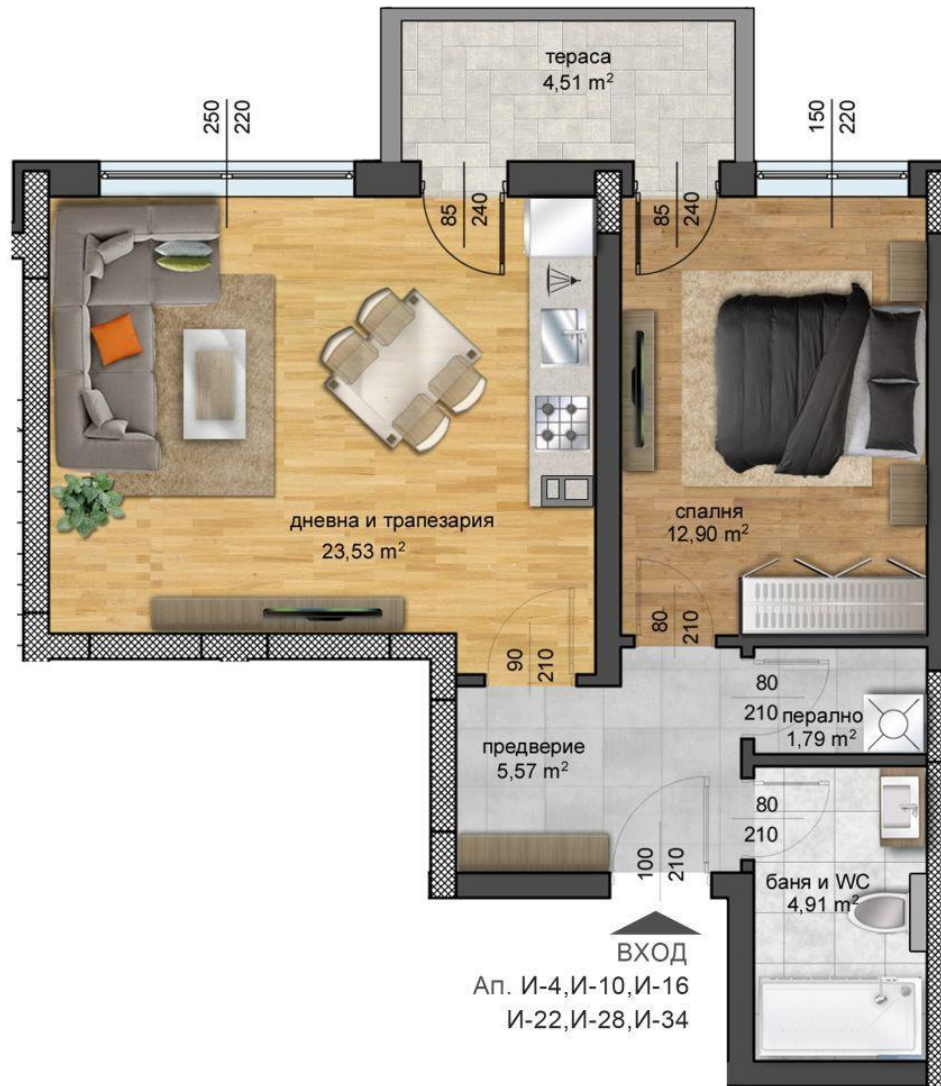 тераса
4,51 m²
250
220
150
220
85
240
85
240
дневна и трапезария
23,53 m²
спалня
12,90 m²
90
210
80
210
80
210
перално
1,79 m²
предверие
5,57 m²
80
210
100
210
баня и WC
4,91 m²
ВХОД
Ап. И-4,И-10,И-16
И-22,И-28,И-34